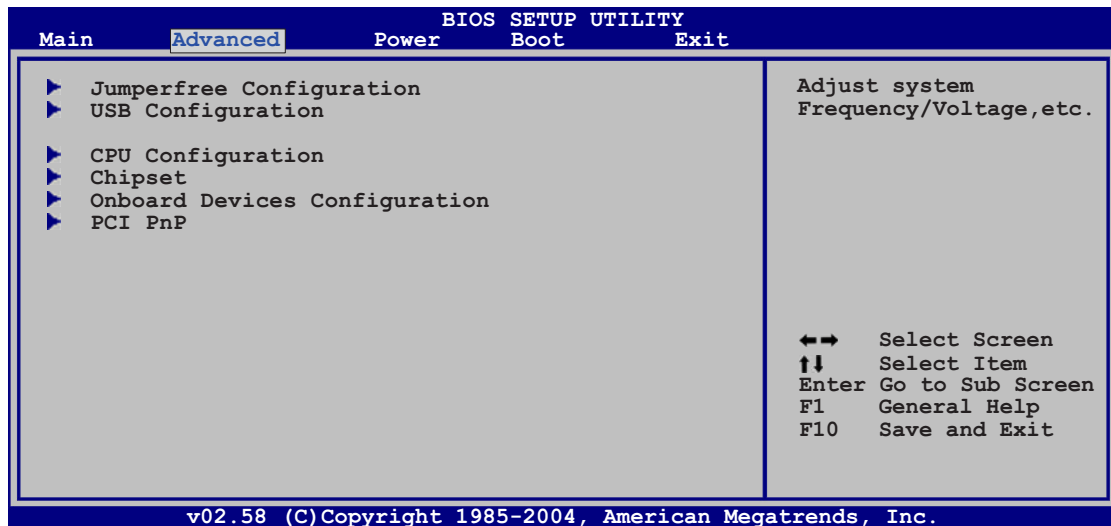 BIOS SETUP UTILITY
Main Advanced Power Boot Exit
Jumperfree Configuration
USB Configuration
CPU Configuration
Chipset
Onboard Devices Configuration
PCI PnP
Adjust system
Frequency/Voltage,etc.
←→ Select Screen
↑↓ Select Item
Enter Go to Sub Screen
F1 General Help
F10 Save and Exit
v02.58 (C)Copyright 1985-2004, American Megatrends, Inc.